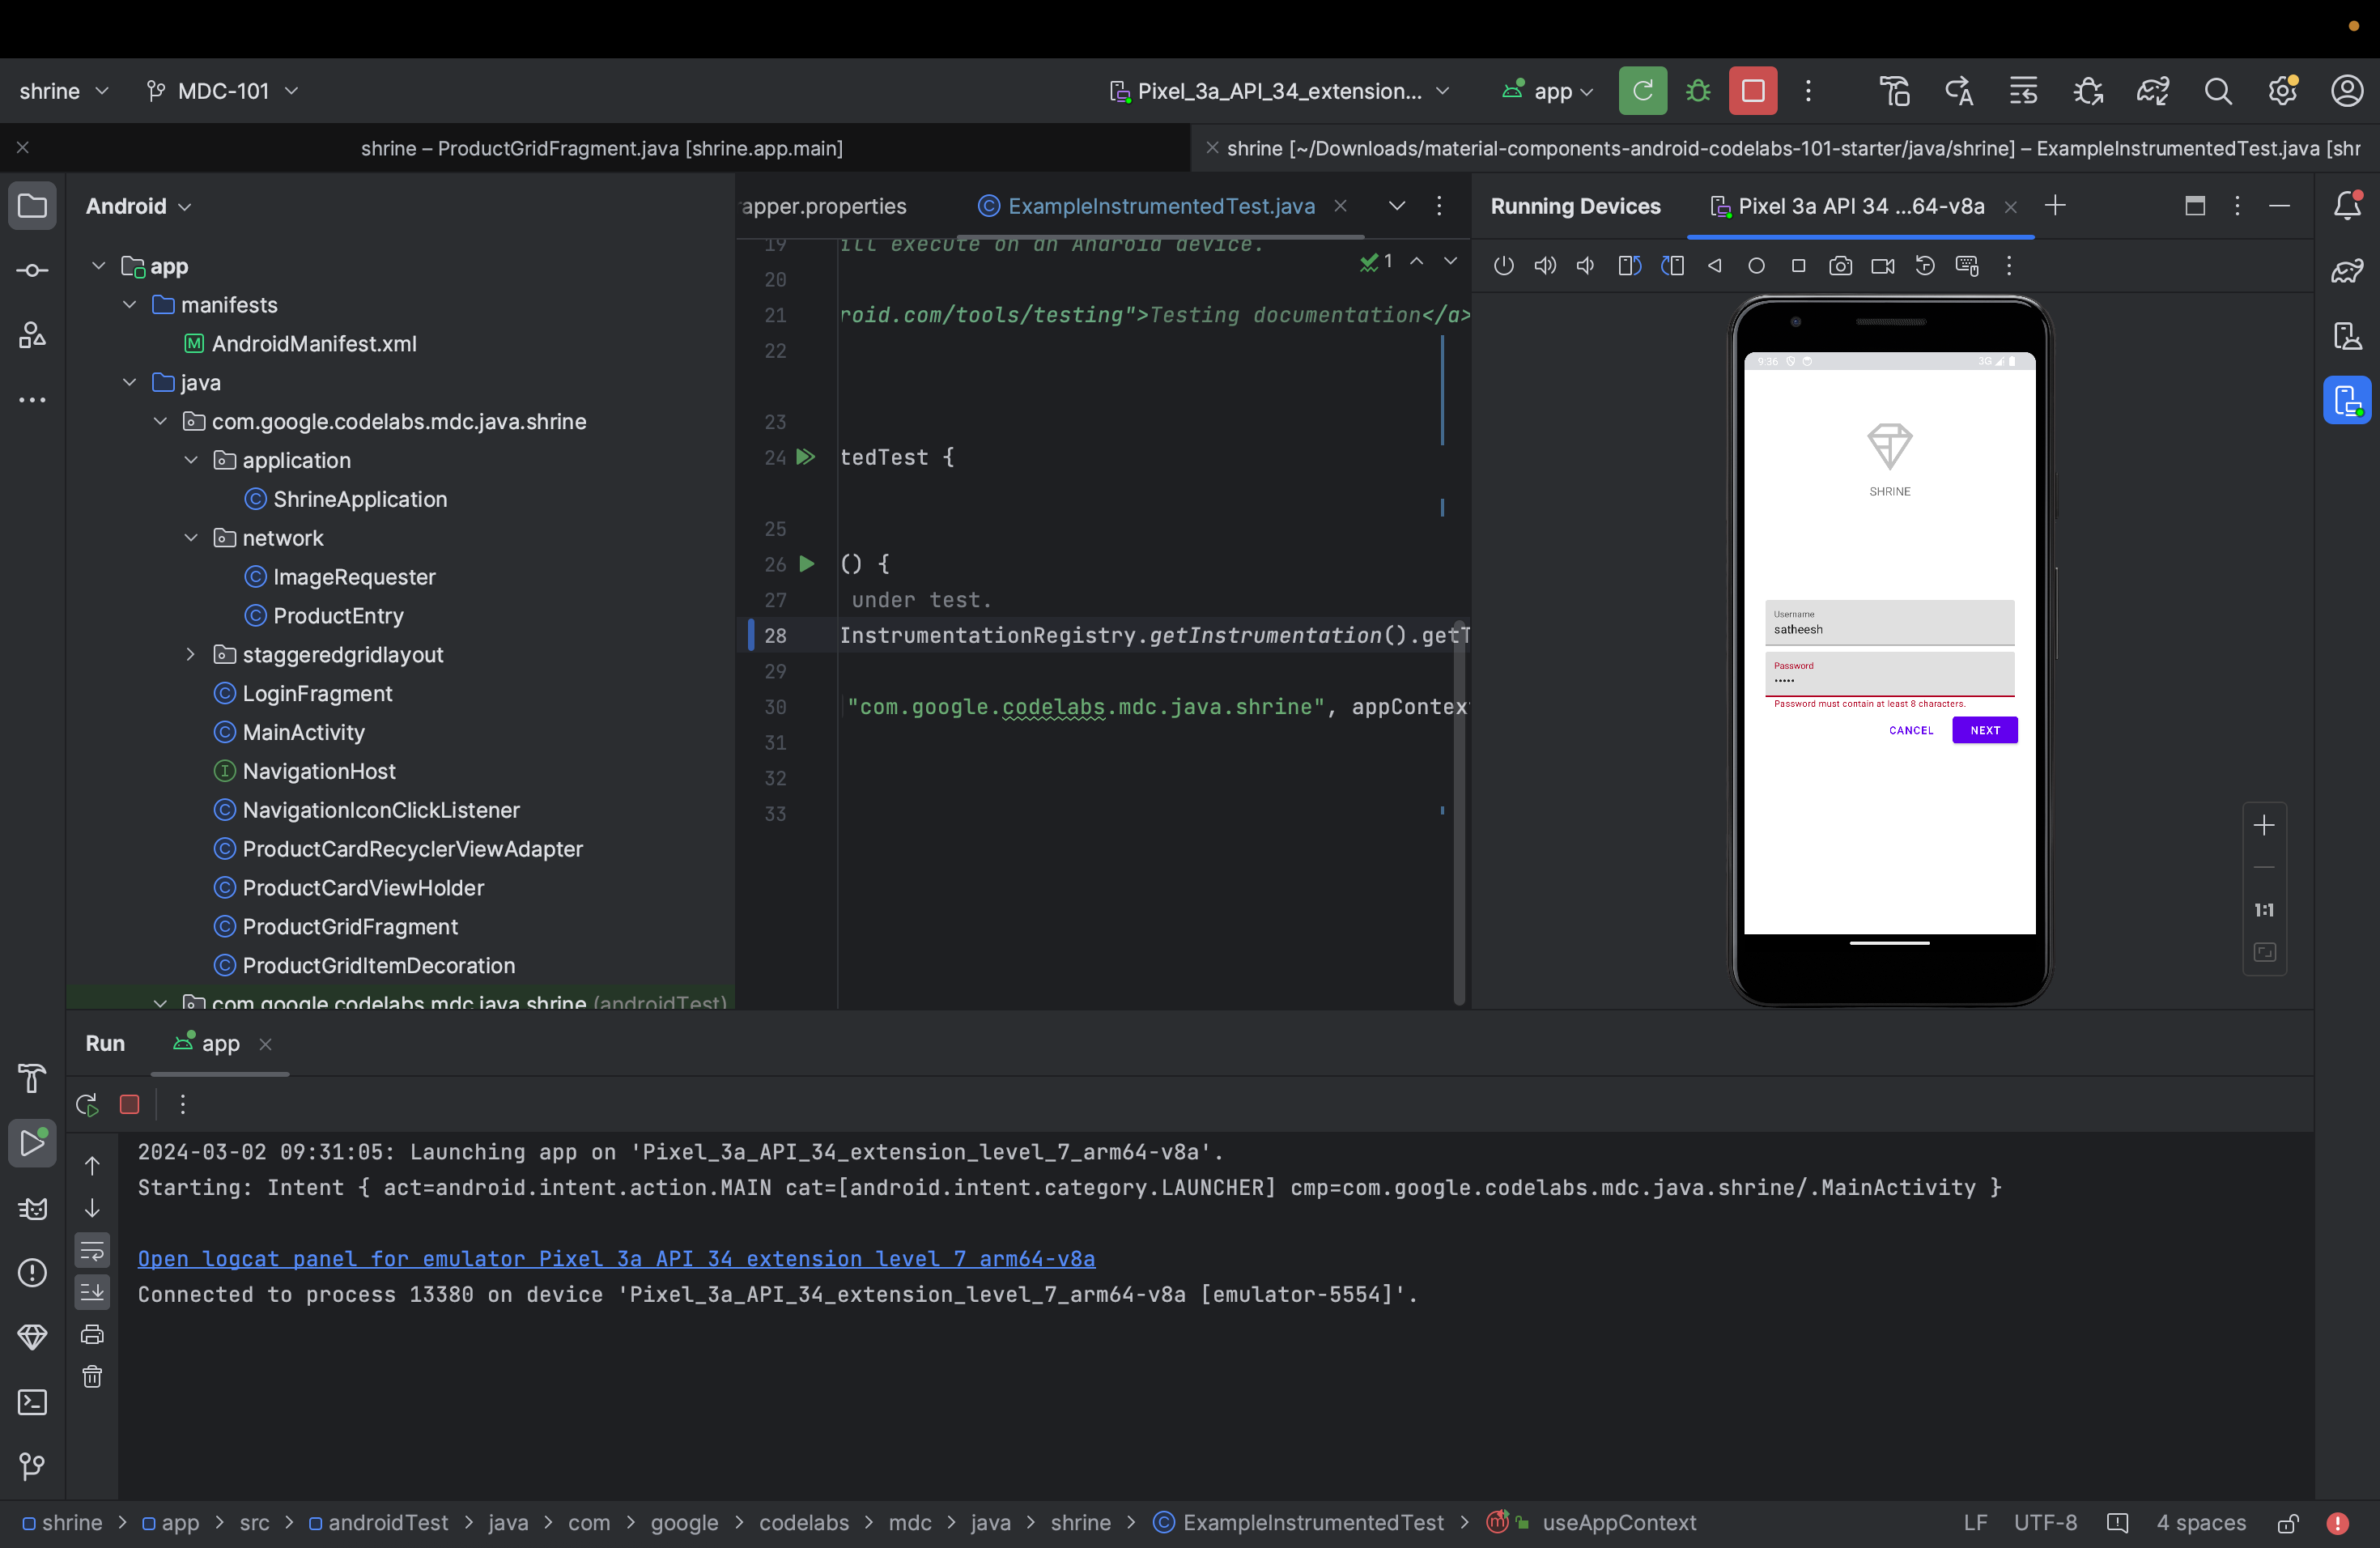 shrine
MDC-101
Pixel_3a_API_34_extension...
app
shrine – ProductGridFragment.java [shrine.app.main]
shrine [~/Downloads/material-components-android-codelabs-101-starter/java/shrine] – ExampleInstrumentedTest.java [shr
Android
app
manifests
AndroidManifest.xml
java
com.google.codelabs.mdc.java.shrine
application
ShrineApplication
network
ImageRequester
ProductEntry
staggeredgridlayout
LoginFragment
MainActivity
NavigationHost
NavigationIconClickListener
ProductCardRecyclerViewAdapter
ProductCardViewHolder
ProductGridFragment
ProductGridItemDecoration
com.google.codelabs.mdc.java.shrine (androidTest)
apper.properties
ExampleInstrumentedTest.java
1
19 ill execute on an Android device.
20
21 roid.com/tools/testing">Testing documentation</a>
22
23
24 tedTest {
25
26 () {
27 under test.
28 InstrumentationRegistry.getInstrumentation().getT
29
30 "com.google.codelabs.mdc.java.shrine", appContex
31
32
33
Running Devices
Pixel 3a API 34 ...64-v8a
9:36
3G
SHRINE
Username
satheesh
Password
•••••
Password must contain at least 8 characters.
CANCEL
NEXT
1:1
Run
app
2024-03-02 09:31:05: Launching app on 'Pixel_3a_API_34_extension_level_7_arm64-v8a'.
Starting: Intent { act=android.intent.action.MAIN cat=[android.intent.category.LAUNCHER] cmp=com.google.codelabs.mdc.java.shrine/.MainActivity }
Open logcat panel for emulator Pixel 3a API 34 extension level 7 arm64-v8a
Connected to process 13380 on device 'Pixel_3a_API_34_extension_level_7_arm64-v8a [emulator-5554]'.
shrine > app > src > androidTest > java > com > google > codelabs > mdc > java > shrine > ExampleInstrumentedTest > useAppContext
LF
UTF-8
4 spaces